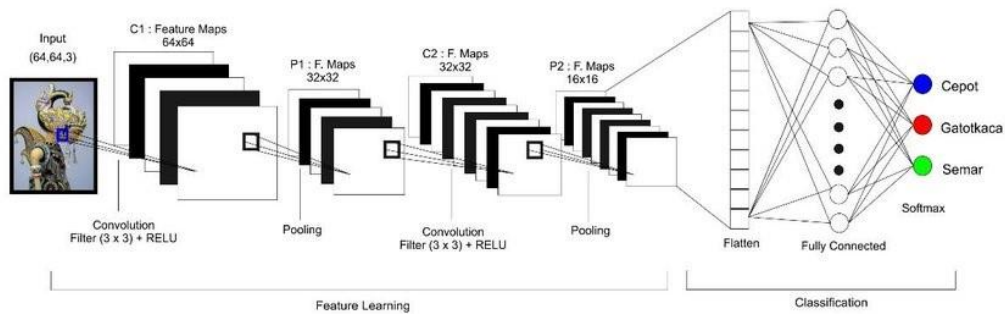 Input
(64,64,3)
C1 : Feature Maps
64x64
P1 : F. Maps
32x32
C2 : F. Maps
32x32
P2 : F. Maps
16x16
Convolution
Filter (3 x 3) + RELU
Pooling
Convolution
Filter (3 x 3) + RELU
Pooling
Flatten
Fully Connected
Cepot
Gatotkaca
Semar
Softmax
Feature Learning
Classification